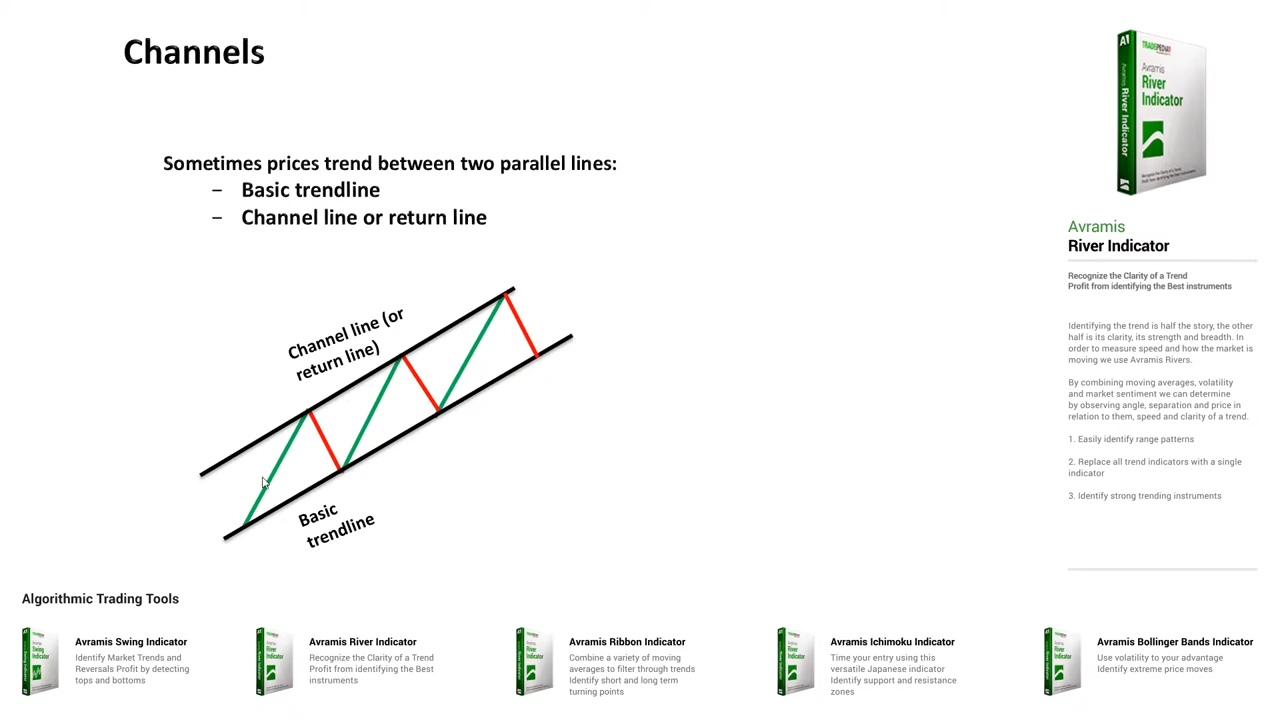 Channels
Sometimes prices trend between two parallel lines:
– Basic trendline
– Channel line or return line
Channel line (or
return line)
Basic
trendline
A1
TRADEPEDIA
Avramis
River
Indicator
Avramis River Indicator
Avramis
River Indicator
Recognize the Clarity of a Trend
Profit from identifying the Best instruments
Identifying the trend is half the story, the other
half is its clarity, its strength and breadth. In
order to measure speed and how the market is
moving we use Avramis Rivers.
By combining moving averages, volatility
and market sentiment we can determine
by observing angle, separation and price in
relation to them, speed and clarity of a trend.
1. Easily identify range patterns
2. Replace all trend indicators with a single
indicator
3. Identify strong trending instruments
Algorithmic Trading Tools
Avramis Swing Indicator
Identify Market Trends and
Reversals Profit by detecting
tops and bottoms
Avramis River Indicator
Recognize the Clarity of a Trend
Profit from identifying the Best
instruments
Avramis Ribbon Indicator
Combine a variety of moving
averages to filter through trends
Identify short and long term
turning points
Avramis Ichimoku Indicator
Time your entry using this
versatile Japanese indicator
Identify support and resistance
zones
Avramis Bollinger Bands Indicator
Use volatility to your advantage
Identify extreme price moves